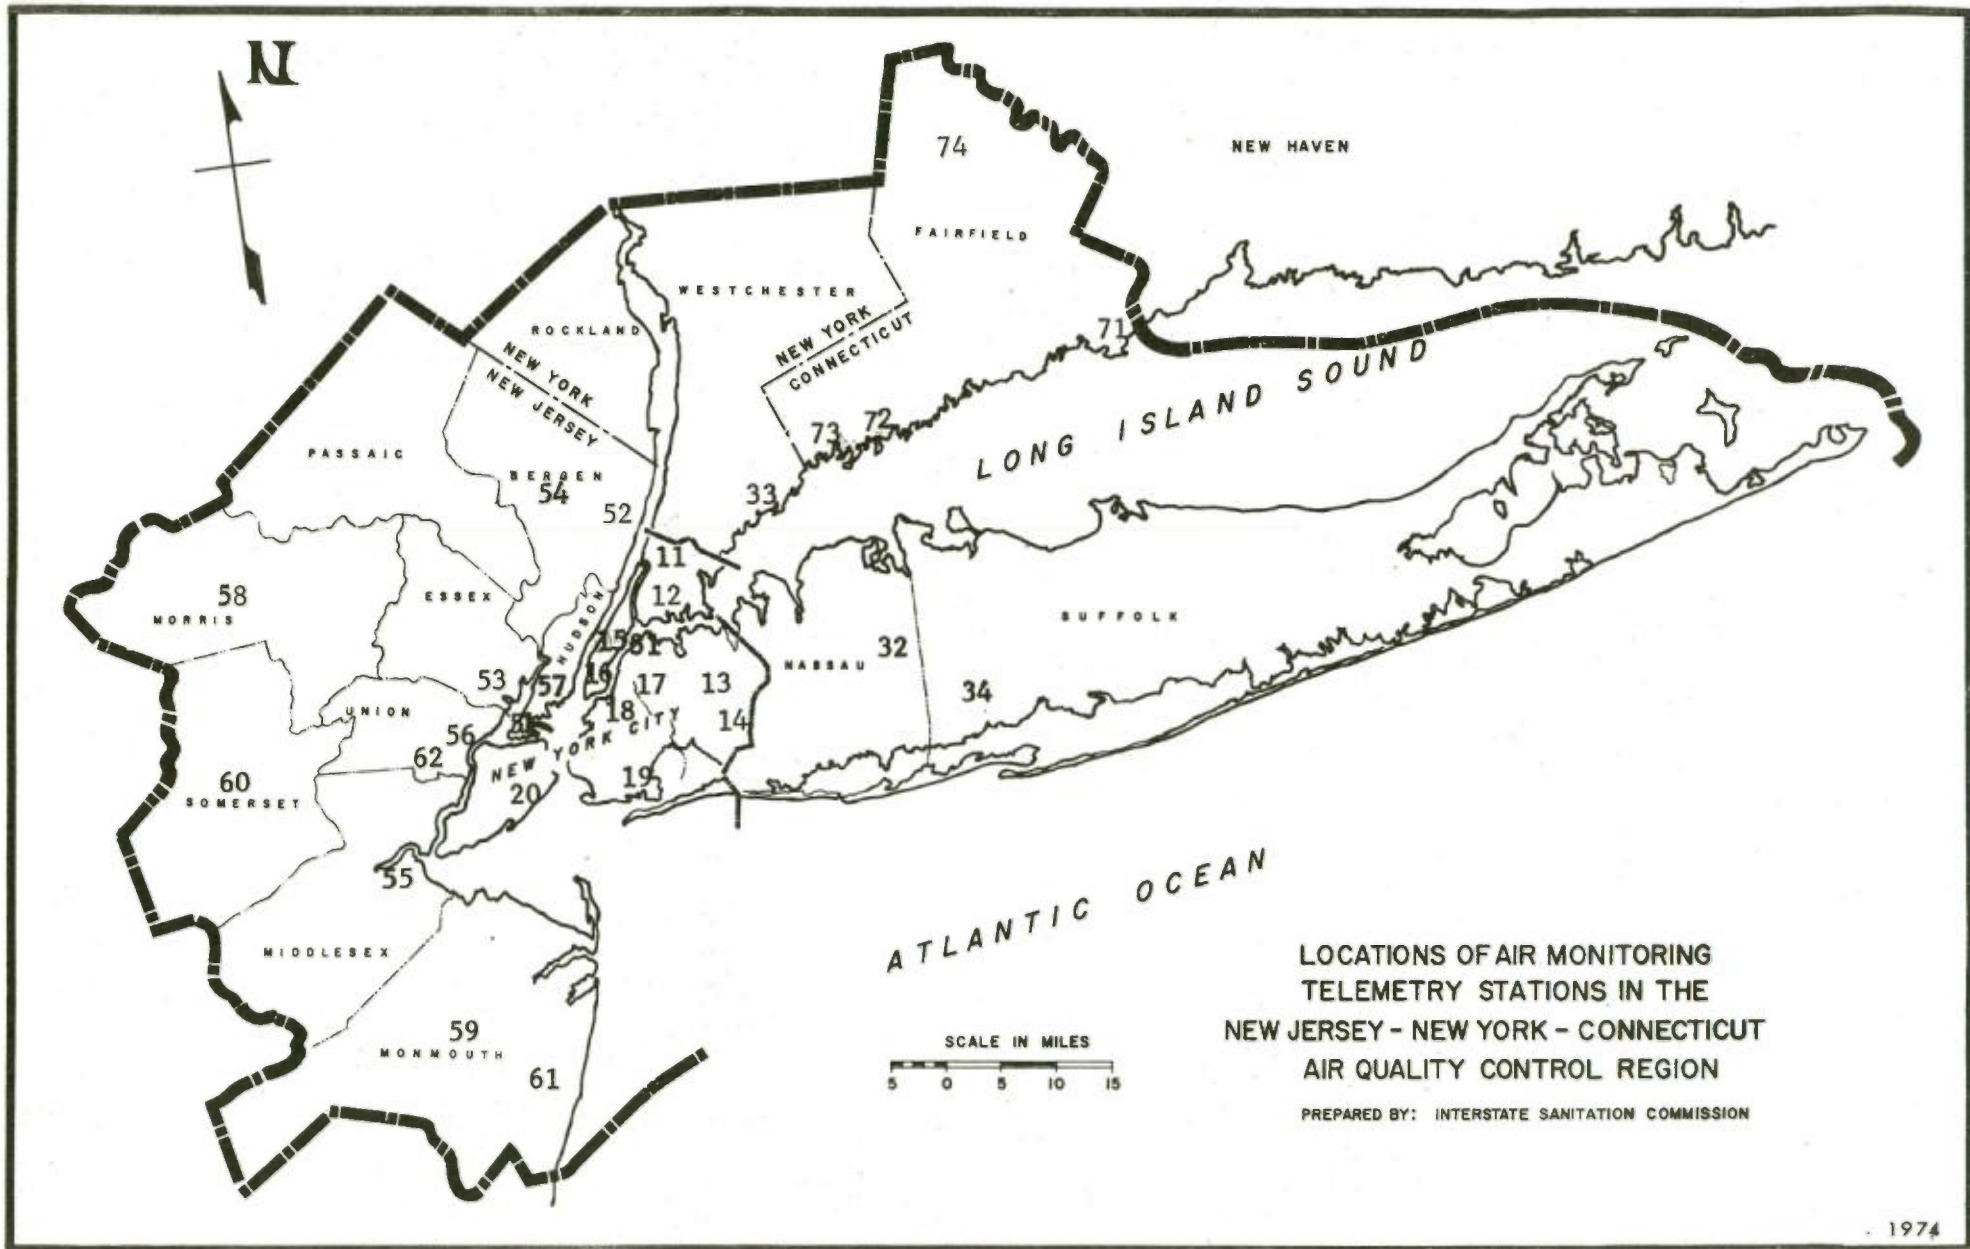 N
74
NEW HAVEN
FAIRFIELD
WESTCHESTER
ROCKLAND
NEW YORK
CONNECTICUT
NEW YORK
NEW JERSEY
71
LONG ISLAND SOUND
PASSAIC
BERGEN
54
73
72
33
52
11
12
58
MORRIS
ESSEX
HUDSON
SUFFOLK
15
81
32
NASSAU
53
57
16
17
13
34
UNION
18
14
56
62
NEW YORK CITY
60
SOMERSET
19
20
55
ATLANTIC OCEAN
MIDDLESEX
59
MONMOUTH
61
SCALE IN MILES
5 0 5 10 15
LOCATIONS OF AIR MONITORING
TELEMETRY STATIONS IN THE
NEW JERSEY - NEW YORK - CONNECTICUT
AIR QUALITY CONTROL REGION
PREPARED BY: INTERSTATE SANITATION COMMISSION
1974